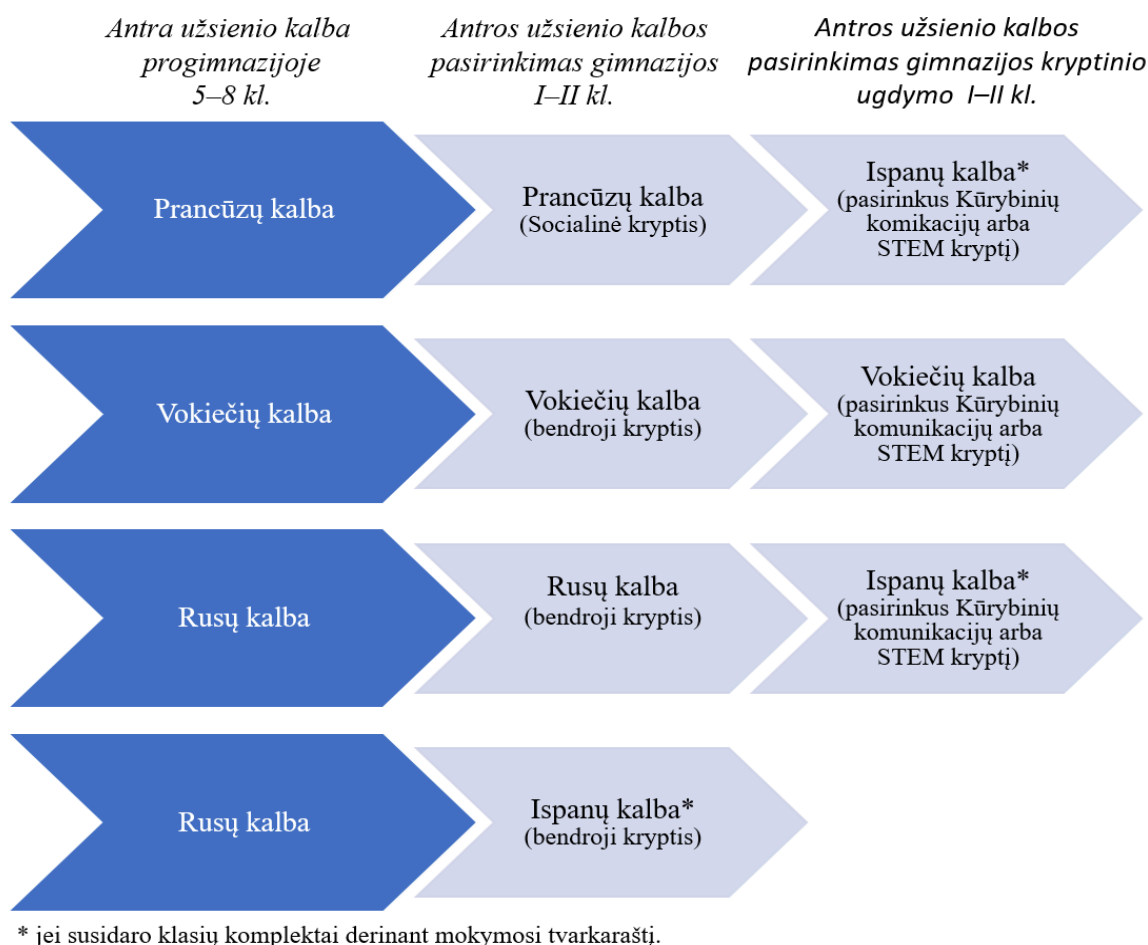 Antra užsienio kalba
progimnazijoje
5–8 kl.
Antros užsienio kalbos
pasirinkimas gimnazijos
I–II kl.
Antros užsienio kalbos
pasirinkimas gimnazijos kryptinio
ugdymo I–II kl.
Prancūzų kalba
Prancūzų kalba
(Socialinė kryptis)
Ispanų kalba*
(pasirinkus Kūrybinių
komikacijų arba
STEM kryptį)
Vokiečių kalba
Vokiečių kalba
(bendroji kryptis)
Vokiečių kalba
(pasirinkus Kūrybinių
komunikacijų arba
STEM kryptį)
Rusų kalba
Rusų kalba
(bendroji kryptis)
Ispanų kalba*
(pasirinkus Kūrybinių
komunikacijų arba
STEM kryptį)
Rusų kalba
Ispanų kalba*
(bendroji kryptis)
* jei susidaro klasių komplektai derinant mokymosi tvarkaraštį.